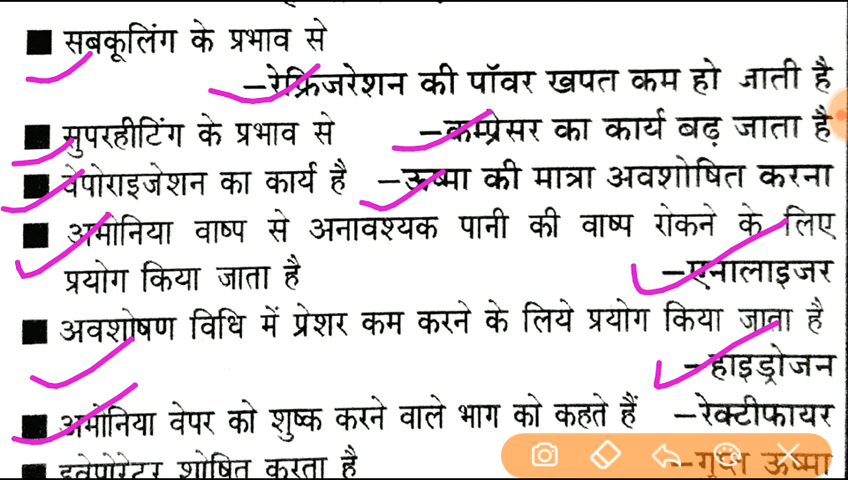 ■ सबकूलिंग के प्रभाव से
–रेफ्रिजरेशन की पॉवर खपत कम हो जाती है
■ सुपरहीटिंग के प्रभाव से –कम्प्रेसर का कार्य बढ़ जाता है
■ वेपोराइजेशन का कार्य है –ऊष्मा की मात्रा अवशोषित करना
■ अमोनिया वाष्प से अनावश्यक पानी की वाष्प रोकने के लिए
प्रयोग किया जाता है –एनालाइजर
■ अवशोषण विधि में प्रेशर कम करने के लिये प्रयोग किया जाता है
–हाइड्रोजन
■ अमोनिया वेपर को शुष्क करने वाले भाग को कहते हैं –रेक्टीफायर
■ इवेपोरेटर शोषित करता है –गुप्त ऊष्मा